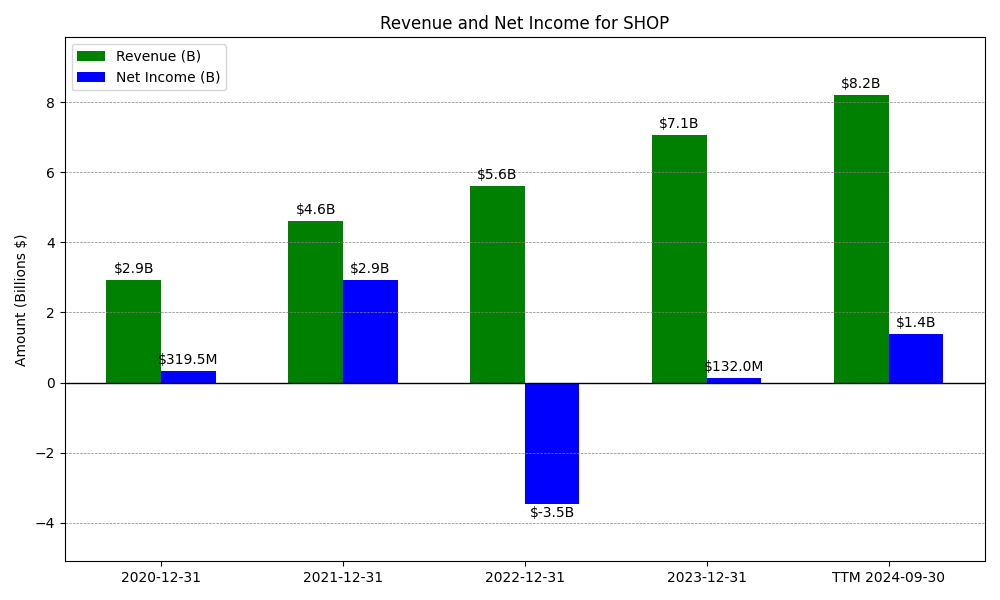 Revenue and Net Income for SHOP
Revenue (B)
Net Income (B)
Amount (Billions $)
8
6
4
2
0
−2
−4
$2.9B
$319.5M
$4.6B
$2.9B
$5.6B
$-3.5B
$7.1B
$132.0M
$8.2B
$1.4B
2020-12-31
2021-12-31
2022-12-31
2023-12-31
TTM 2024-09-30